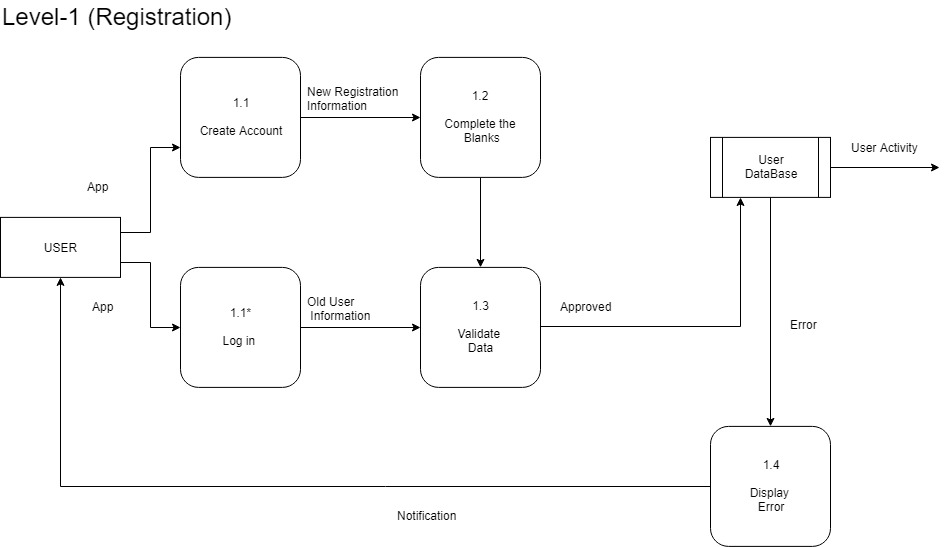 Level-1 (Registration)
1.1
Create Account
New Registration
Information
1.2
Complete the
Blanks
User
DataBase
User Activity
App
USER
App
1.1*
Log in
Old User
Information
1.3
Validate
Data
Approved
Error
1.4
Display
Error
Notification